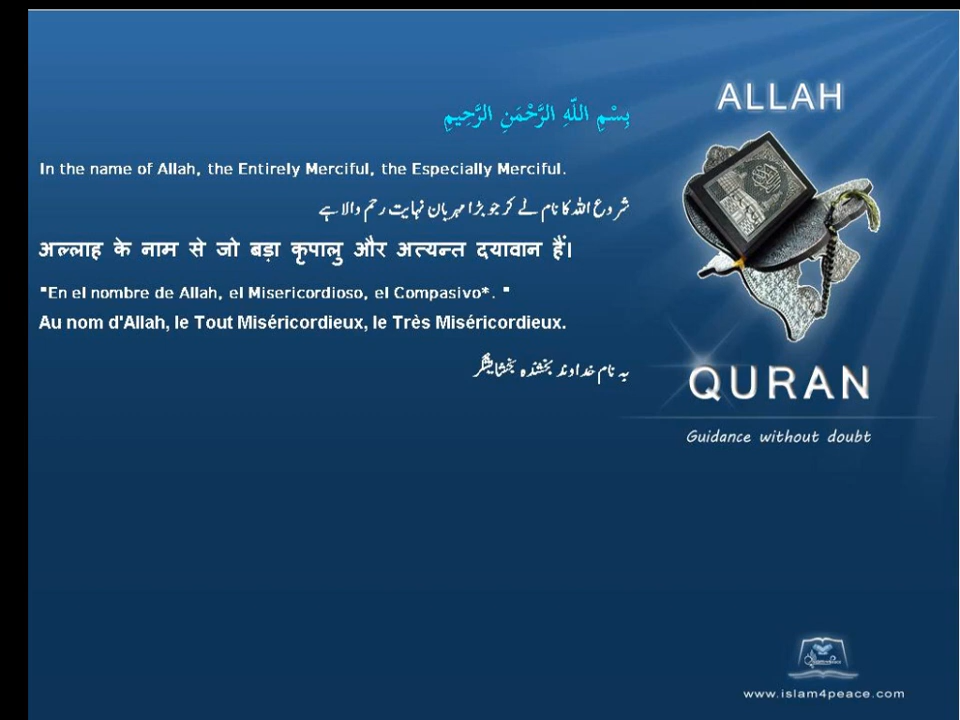 بِسْمِ اللّهِ الرَّحْمَنِ الرَّحِيمِ
In the name of Allah, the Entirely Merciful, the Especially Merciful.
شروع اللہ کا نام لے کر جو بڑا مہربان نہایت رحم والا ہے
अल्लाह के नाम से जो बड़ा कृपालु और अत्यन्त दयावान हैं।
"En el nombre de Allah, el Misericordioso, el Compasivo*. "
Au nom d'Allah, le Tout Miséricordieux, le Très Miséricordieux.
به نام خداوند بخشنده بخشایشگر
ALLAH
QURAN
Guidance without doubt
www.islam4peace.com